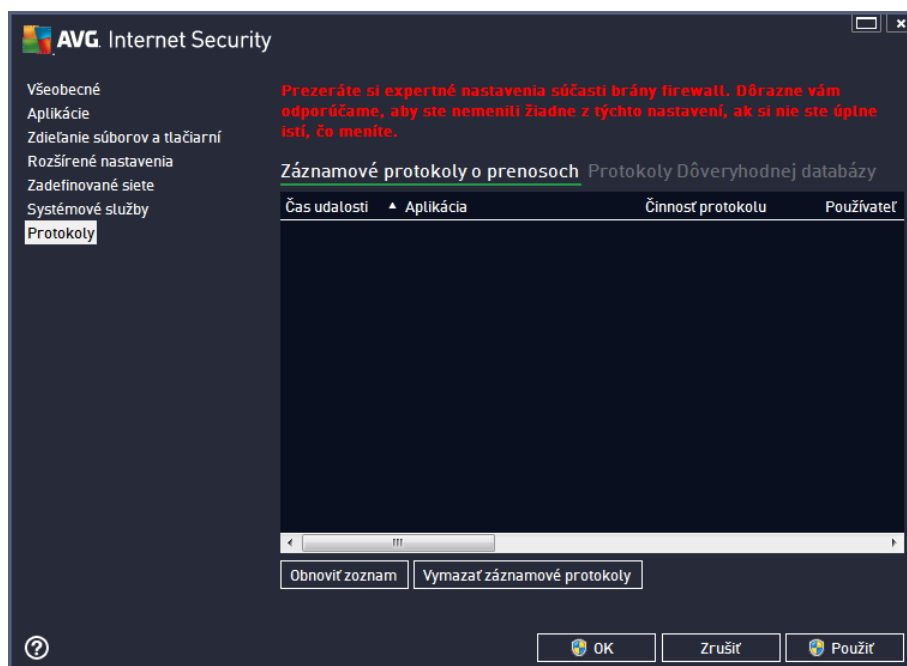 AVG. Internet Security
Všeobecné
Aplikácie
Zdieľanie súborov a tlačiarní
Rozšírené nastavenia
Zadefinované siete
Systémové služby
Protokoly
Prezeráte si expertné nastavenia súčasti brány firewall. Dôrazne vám
odporúčame, aby ste nemenili žiadne z týchto nastavení, ak si nie ste úplne
istí, čo meníte.
Záznamové protokoly o prenosoch Protokoly Dôveryhodnej databázy
Čas udalosti Aplikácia Činnosť protokolu Používateľ
Obnoviť zoznam Vymazať záznamové protokoly
OK Zrušiť Použiť